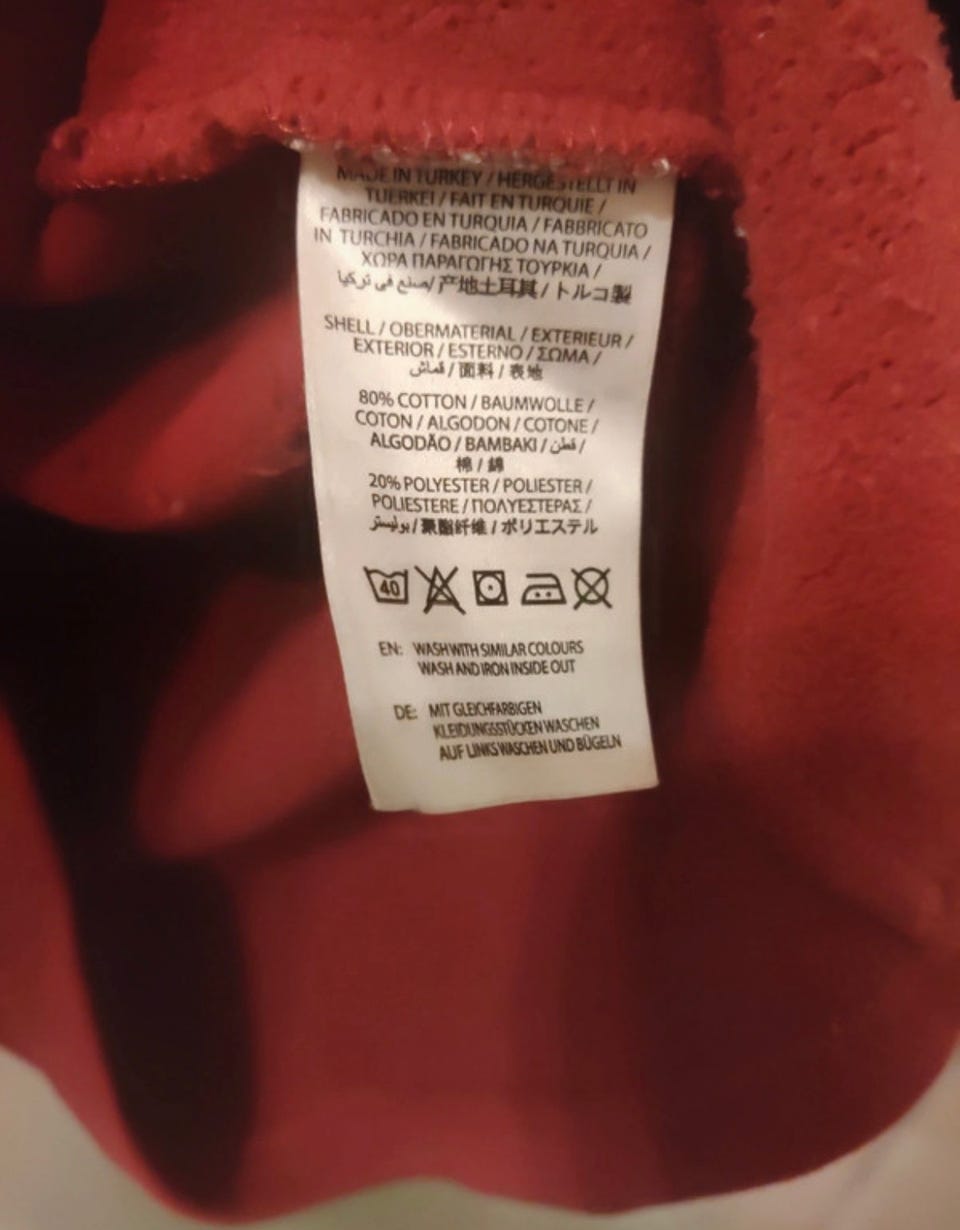 MADE IN TURKEY / HERGESTELLT IN
TUERKEI / FAIT EN TURQUIE /
FABRICADO EN TURQUIA / FABBRICATO
IN TURCHIA / FABRICADO NA TURQUIA /
ΧΩΡΑ ΠΑΡΑΓΩΓΗΣ ΤΟΥΡΚΙΑ /
صنع في تركيا / 产地土耳其 / トルコ製
SHELL / OBERMATERIAL / EXTERIEUR /
EXTERIOR / ESTERNO / ΣΩΜΑ /
قماش / 面料 / 表地
80% COTTON / BAUMWOLLE /
COTON / ALGODON / COTONE /
ALGODÃO / BAMBAKI / قطن /
棉 / 綿
20% POLYESTER / POLIESTER /
POLIESTERE / ΠΟΛΥΕΣΤΕΡΑΣ /
بوليستر / 聚酯纤维 / ポリエステル
40
EN: WASH WITH SIMILAR COLOURS
WASH AND IRON INSIDE OUT
DE: MIT GLEICHFARBIGEN
KLEIDUNGSSTÜCKEN WASCHEN
AUF LINKS WASCHEN UND BÜGELN